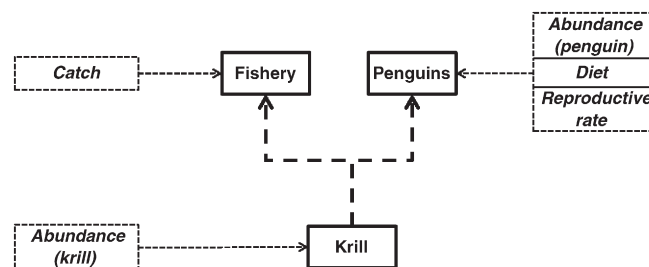 Abundance
(penguin)
Catch
Fishery
Penguins
Diet
Reproductive
rate
Abundance
(krill)
Krill